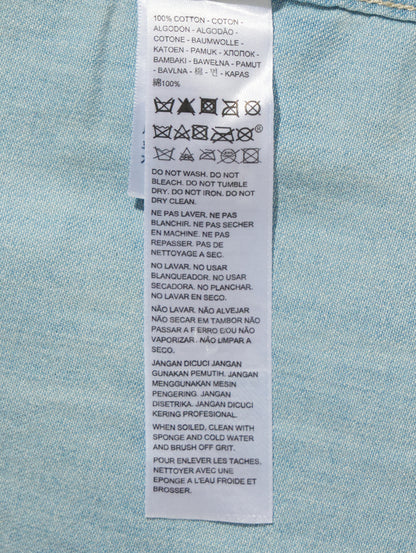 100% COTTON - COTON -
ALGODON - ALGODÃO -
COTONE - BAUMWOLLE -
KATOEN - PAMUK - ХЛОПОК -
BAMBAKI - BAWEŁNA - PAMUT
- BAVLNA - 棉 - 면 - KAPAS
綿100%
DO NOT WASH. DO NOT
BLEACH. DO NOT TUMBLE
DRY. DO NOT IRON. DO NOT
DRY CLEAN.
NE PAS LAVER. NE PAS
BLANCHIR. NE PAS SECHER
EN MACHINE. NE PAS
REPASSER. PAS DE
NETTOYAGE A SEC.
NO LAVAR. NO USAR
BLANQUEADOR. NO USAR
SECADORA. NO PLANCHAR.
NO LAVAR EN SECO.
NÃO LAVAR. NÃO ALVEJAR
NÃO SECAR EM TAMBOR NÃO
PASSAR A FERRO E/OU NÃO
VAPORIZAR. NÃO LIMPAR A
SECO.
JANGAN DICUCI JANGAN
GUNAKAN PEMUTIH. JANGAN
MENGGUNAKAN MESIN
PENGERING. JANGAN
DISETRIKA. JANGAN DICUCI
KERING PROFESIONAL.
WHEN SOILED, CLEAN WITH
SPONGE AND COLD WATER
AND BRUSH OFF GRIT.
POUR ENLEVER LES TACHES,
NETTOYER AVEC UNE
EPONGE A L'EAU FROIDE ET
BROSSER.